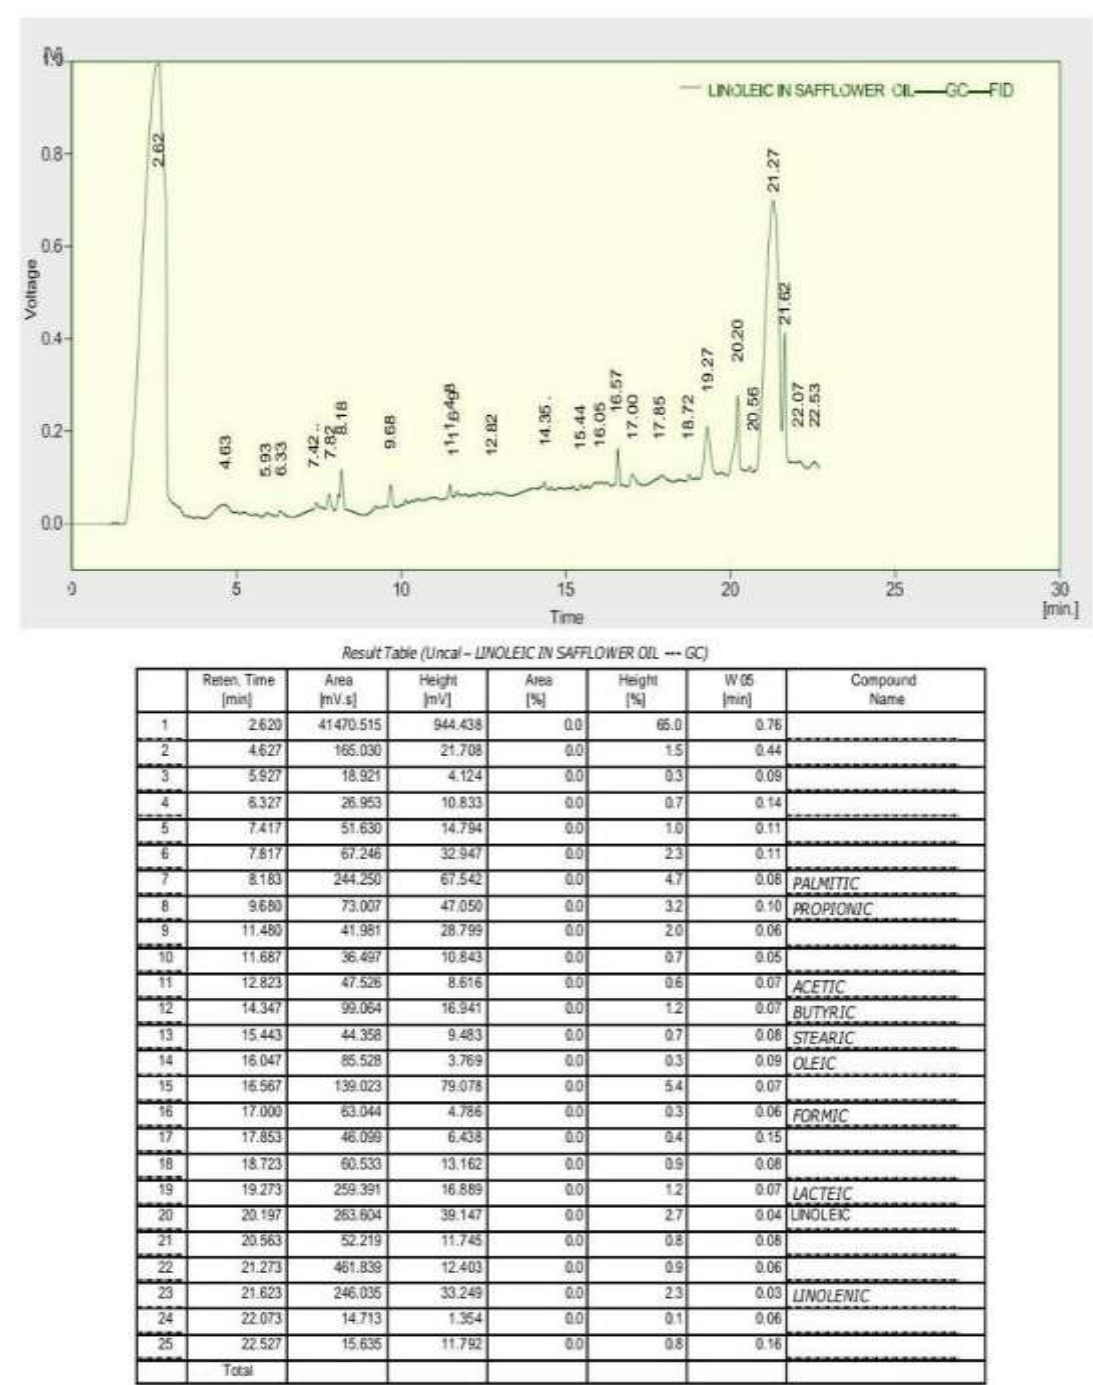 1.0
LINOLEIC IN SAFFLOWER OIL——GC—FID
0.8
0.6
0.4
0.2
0.0
Voltage
2.62
4.63
5.93
6.33
7.42..
7.82
8.18
9.68
12.82
14.35.
15.44
16.05
16.57
17.00
17.85
18.72
19.27
20.20
20.56
21.27
21.62
22.07
22.53
0 5 10 15 20 25 30
Time [min.]
Result Table (Uncal – LINOLEIC IN SAFFLOWER OIL --- GC)
Reten. Time Area Height Area Height W 05 Compound
[min] [mV.s] [mV] [%] [%] [min] Name
1 2.620 41470.515 944.438 0.0 65.0 0.76
2 4.627 165.030 21.708 0.0 1.5 0.44
3 5.927 18.921 4.124 0.0 0.3 0.09
4 6.327 26.953 10.833 0.0 0.7 0.14
5 7.417 51.630 14.794 0.0 1.0 0.11
6 7.817 67.246 32.947 0.0 2.3 0.11
7 8.183 244.250 67.542 0.0 4.7 0.08 PALMITIC
8 9.680 73.007 47.050 0.0 3.2 0.10 PROPIONIC
9 11.480 41.981 28.799 0.0 2.0 0.06
10 11.687 36.497 10.843 0.0 0.7 0.05
11 12.823 47.526 8.616 0.0 0.6 0.07 ACETIC
12 14.347 99.064 16.941 0.0 1.2 0.07 BUTYRIC
13 15.443 44.358 9.483 0.0 0.7 0.08 STEARIC
14 16.047 85.528 3.769 0.0 0.3 0.09 OLEIC
15 16.567 139.023 79.078 0.0 5.4 0.07
16 17.000 63.044 4.786 0.0 0.3 0.06 FORMIC
17 17.853 46.099 6.438 0.0 0.4 0.15
18 18.723 60.533 13.162 0.0 0.9 0.08
19 19.273 259.391 16.889 0.0 1.2 0.07 LACTEIC
20 20.197 263.604 39.147 0.0 2.7 0.04 LINOLEIC
21 20.563 52.219 11.745 0.0 0.8 0.08
22 21.273 461.839 12.403 0.0 0.9 0.06
23 21.623 246.035 33.249 0.0 2.3 0.03 LINOLENIC
24 22.073 14.713 1.354 0.0 0.1 0.06
25 22.527 15.635 11.792 0.0 0.8 0.16
Total